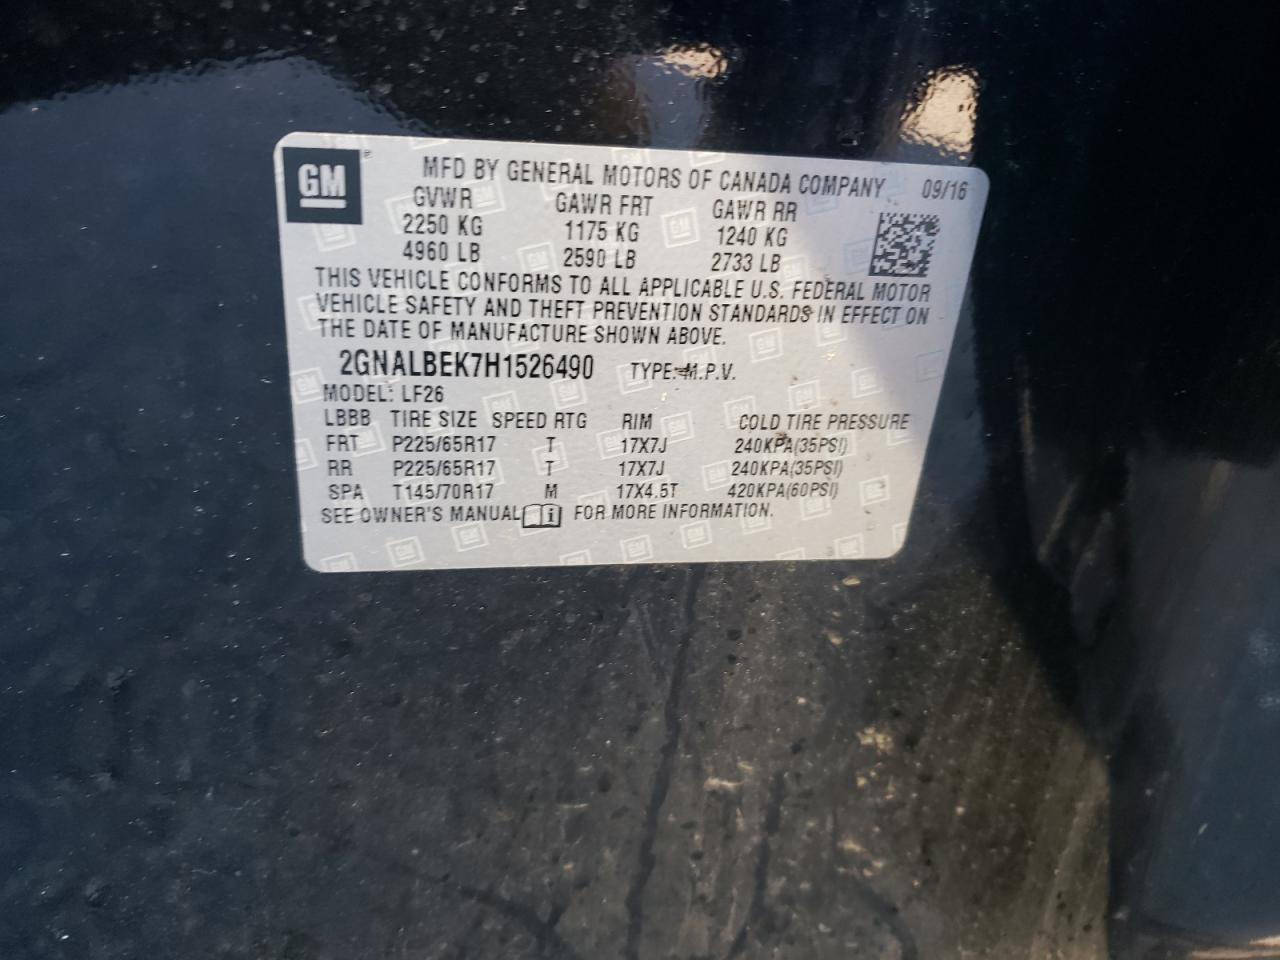 GM
MFD BY GENERAL MOTORS OF CANADA COMPANY 09/16
GVWR GAWR FRT GAWR RR
2250 KG 1175 KG 1240 KG
4960 LB 2590 LB 2733 LB
THIS VEHICLE CONFORMS TO ALL APPLICABLE U.S. FEDERAL MOTOR
VEHICLE SAFETY AND THEFT PREVENTION STANDARDS IN EFFECT ON
THE DATE OF MANUFACTURE SHOWN ABOVE.
2GNALBEK7H1526490 TYPE: M.P.V.
MODEL: LF26
LBBB TIRE SIZE SPEED RTG RIM COLD TIRE PRESSURE
FRT P225/65R17 T 17X7J 240KPA(35PSI)
RR P225/65R17 T 17X7J 240KPA(35PSI)
SPA T145/70R17 M 17X4.5T 420KPA(60PSI)
SEE OWNER'S MANUAL i FOR MORE INFORMATION.